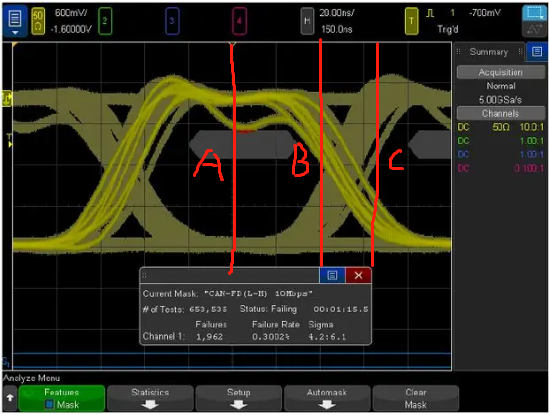 600mV/
50
Ω
-1.60000V
2
3
4
H
20.00ns/
150.0ns
T
1
-700mV
Trig'd
Summary
Acquisition
Normal
5.00GSa/s
Channels
DC 50Ω 10.0:1
DC 1.00:1
DC 1.00:1
DC 0.100:1
T
A B C
Current Mask: "CAN-FD(L-H) 10Mbps"
# of Tests: 653,535 Status: Failing 00:01:15.5
Failures Failure Rate Sigma
Channel 1: 1,962 0.3002% 4.2:6.1
Analyze Menu
Features
Mask
Statistics
Setup
Automask
Clear
Mask